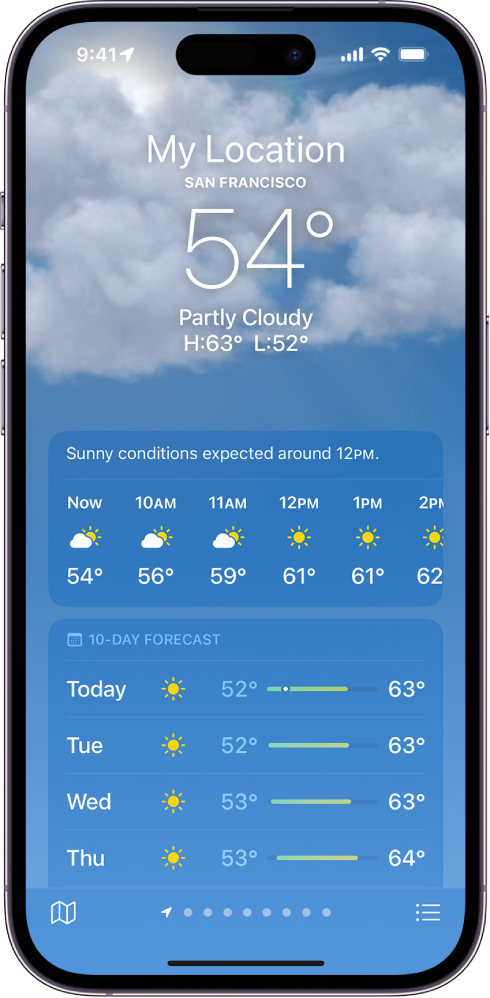 9:41
My Location
SAN FRANCISCO
54°
Partly Cloudy
H:63° L:52°
Sunny conditions expected around 12PM.
Now 10AM 11AM 12PM 1PM 2PM
54° 56° 59° 61° 61° 62
10-DAY FORECAST
Today 52° 63°
Tue 52° 63°
Wed 53° 63°
Thu 53° 64°